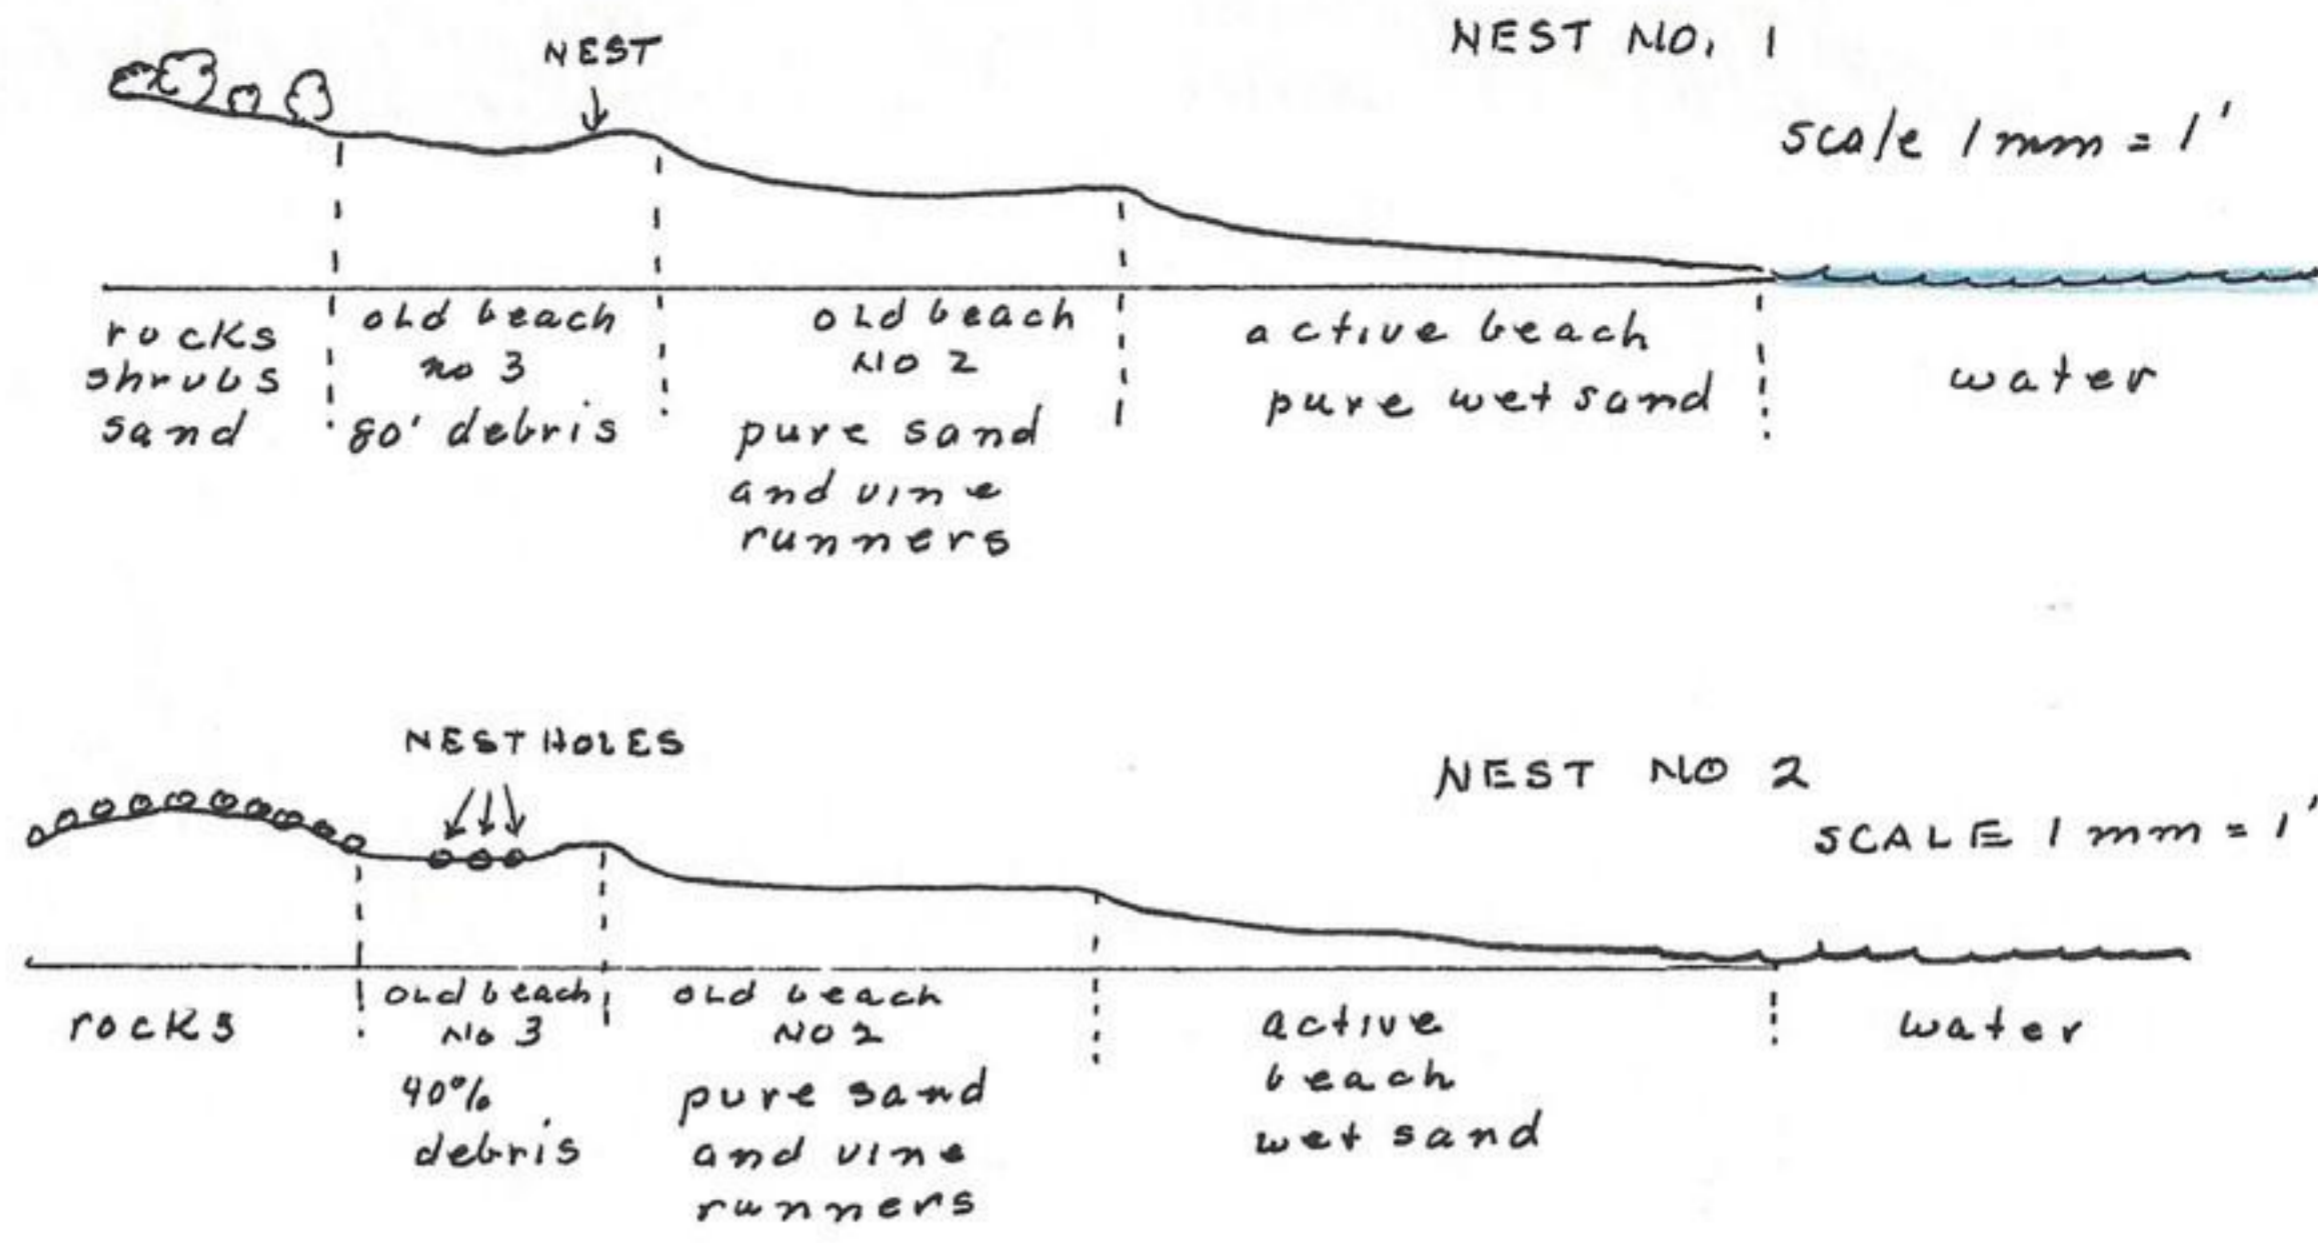 NEST NO. 1
NEST
scale 1 mm = 1'
rocks
shrubs
sand
old beach
no 3
80' debris
old beach
NO 2
pure sand
and vine
runners
active beach
pure wet sand
water
NEST HOLES
NEST NO 2
SCALE 1 mm = 1'
rocks
old beach
No 3
40%
debris
old beach
NO 2
pure sand
and vine
runners
active
beach
wet sand
water